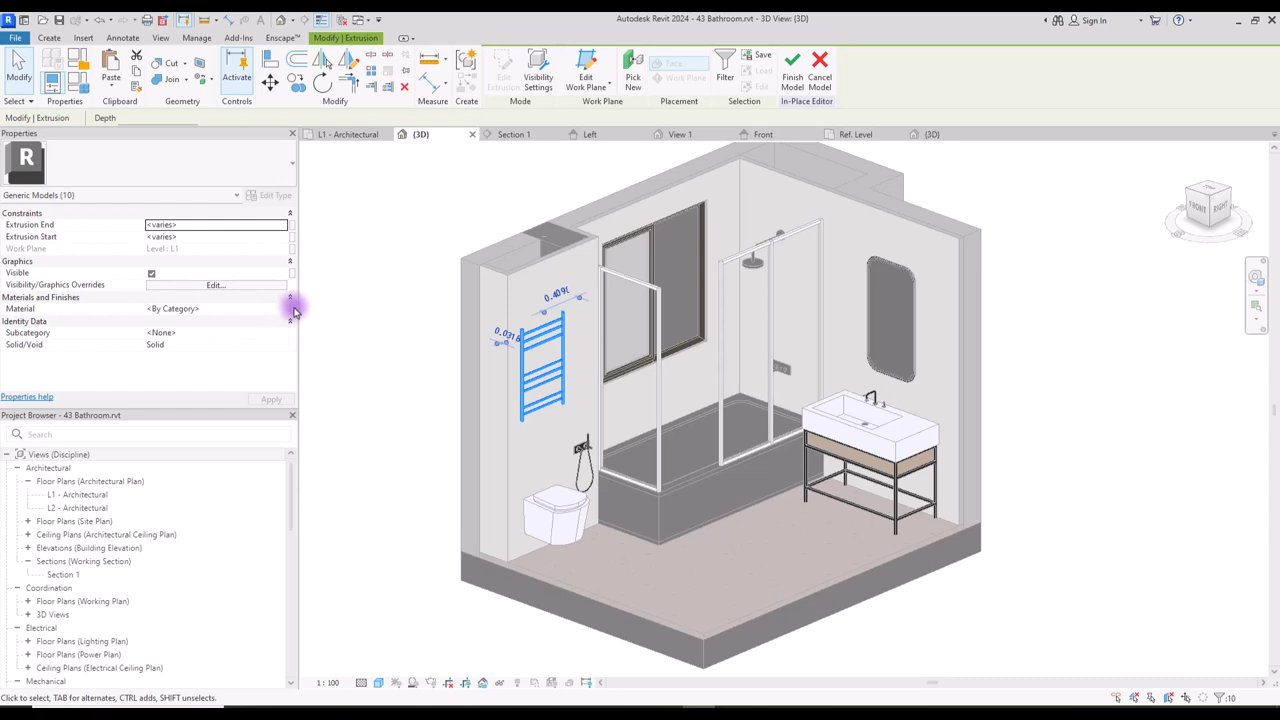 Autodesk Revit 2024 - 43 Bathroom.rvt - 3D View: {3D}
Sign In
File Create Insert Annotate View Manage Add-Ins Enscape™ Modify | Extrusion
Modify
Paste
Cut
Join
Activate
Edit Extrusion
Visibility Settings
Edit Work Plane
Pick New
Face
Work Plane
Filter
Save
Load
Edit
Finish Model
Cancel Model
Select Properties Clipboard Geometry Controls Modify Measure Create Mode Work Plane Placement Selection In-Place Editor
Modify | Extrusion Depth
Properties
L1 - Architectural {3D} Section 1 Left View 1 Front Ref. Level {3D}
R
Generic Models (10) Edit Type
Constraints
Extrusion End <varies>
Extrusion Start <varies>
Work Plane Level : L1
Graphics
Visible
Visibility/Graphics Overrides Edit...
Materials and Finishes
Material <By Category>
Identity Data
Subcategory <None>
Solid/Void Solid
Properties help Apply
Project Browser - 43 Bathroom.rvt
Search
Views (Discipline)
Architectural
Floor Plans (Architectural Plan)
L1 - Architectural
L2 - Architectural
Floor Plans (Site Plan)
Ceiling Plans (Architectural Ceiling Plan)
Elevations (Building Elevation)
Sections (Working Section)
Section 1
Coordination
Floor Plans (Working Plan)
3D Views
Electrical
Floor Plans (Lighting Plan)
Floor Plans (Power Plan)
Ceiling Plans (Electrical Ceiling Plan)
Mechanical
FRONT RIGHT
1 : 100
Click to select, TAB for alternates, CTRL adds, SHIFT unselects.
:10